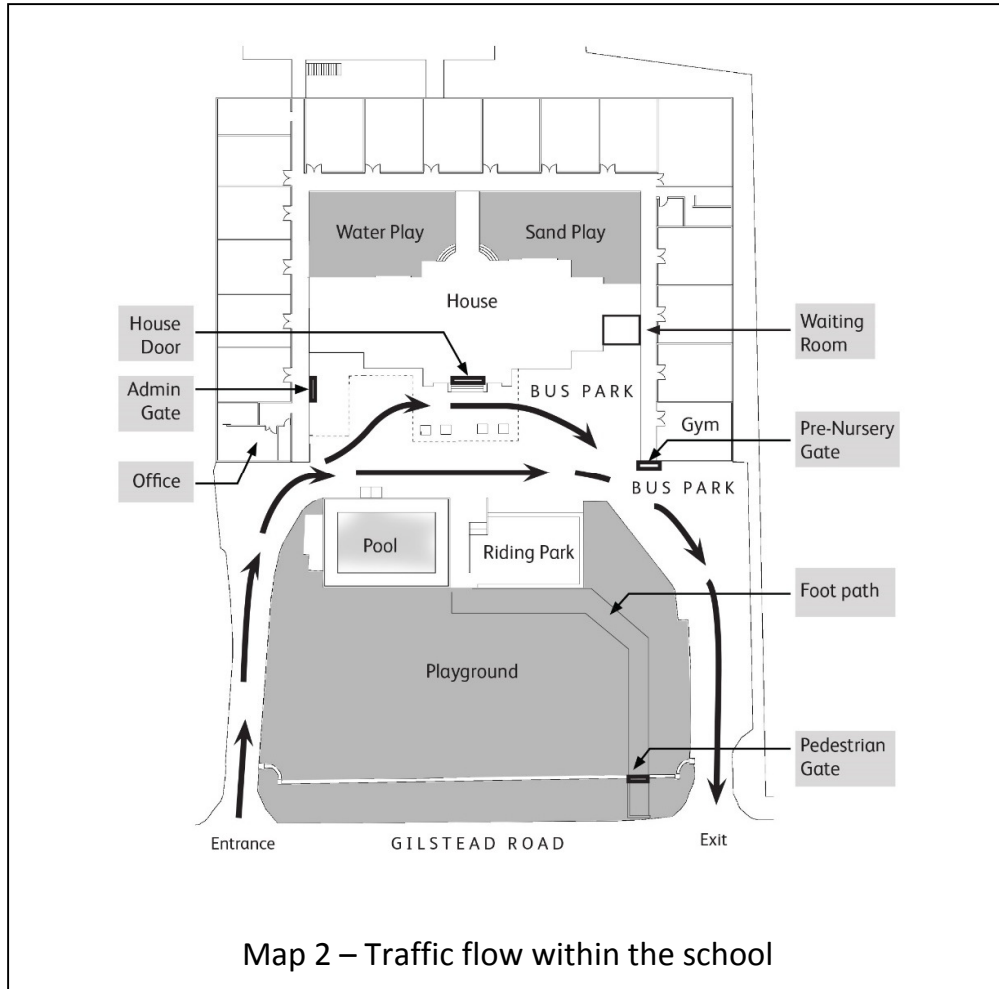 Water Play
Sand Play
House
House
Door
Waiting
Room
Admin
Gate
BUS PARK
Gym
Pre-Nursery
Gate
Office
BUS PARK
Pool
Riding Park
Foot path
Playground
Pedestrian
Gate
Entrance
GILSTEAD ROAD
Exit
Map 2 – Traffic flow within the school